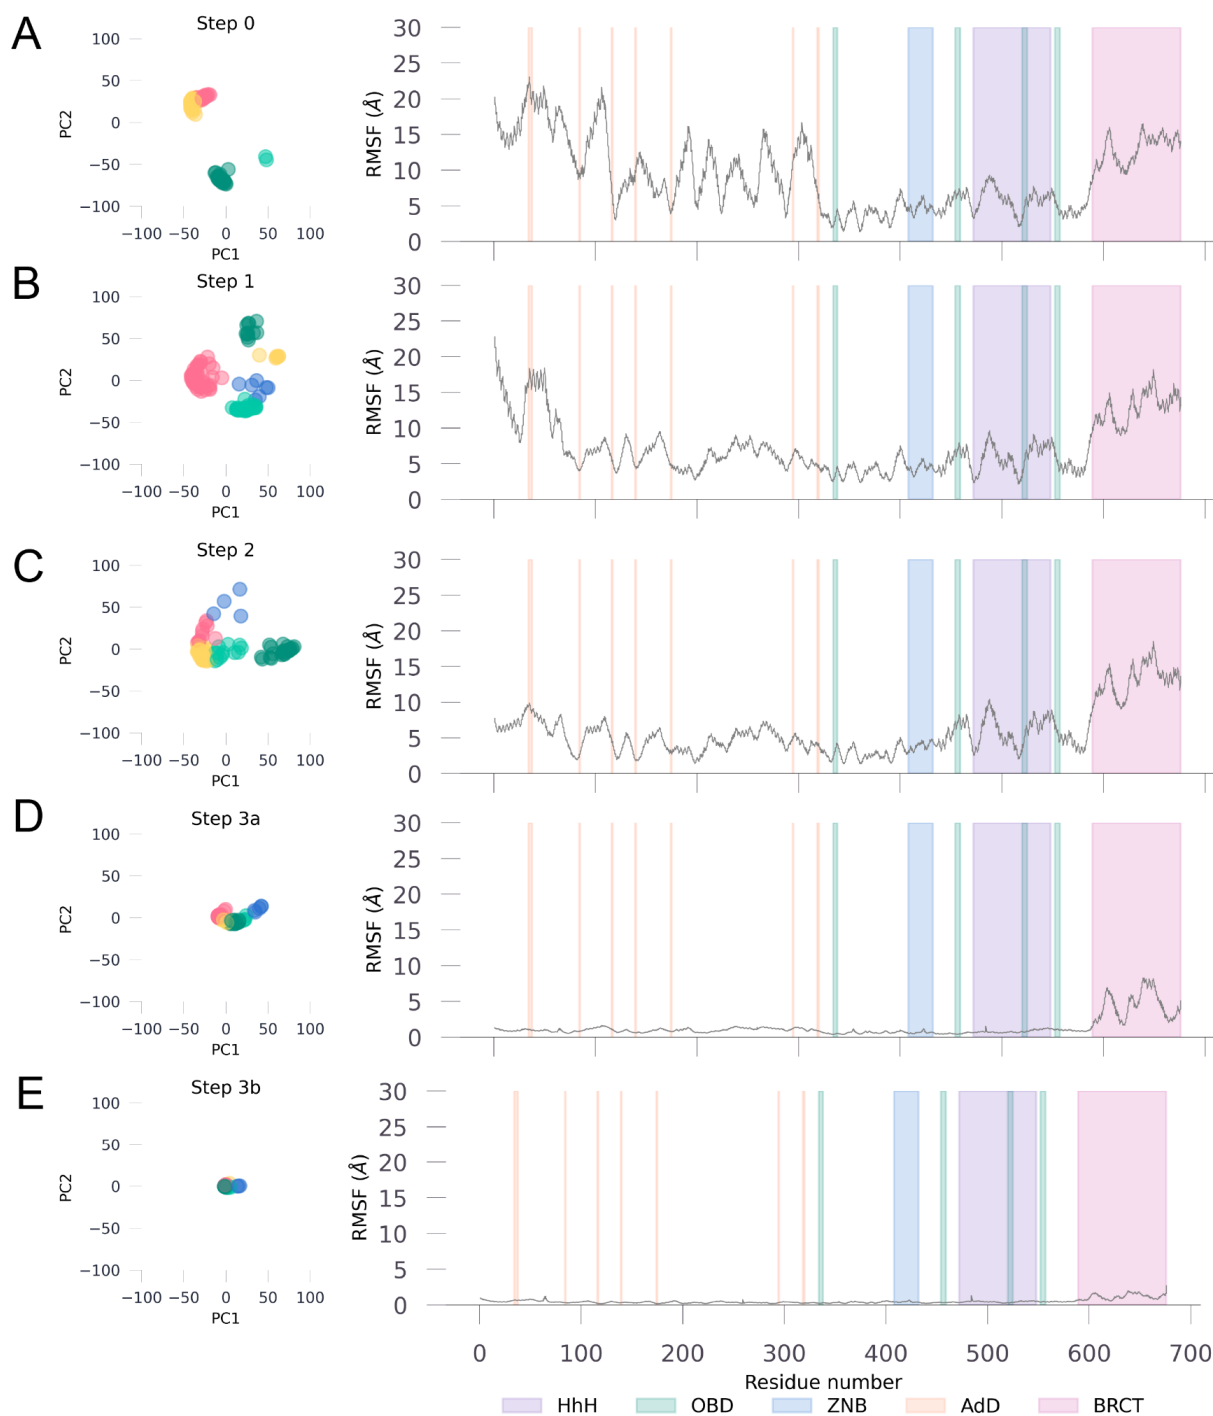 A
Step 0
100
50
0
−50
−100
PC2
−100 −50 0 50 100
PC1
30
25
20
15
10
5
0
RMSF (Å)
B
Step 1
100
50
0
−50
−100
PC2
−100 −50 0 50 100
PC1
30
25
20
15
10
5
0
RMSF (Å)
C
Step 2
100
50
0
−50
−100
PC2
−100 −50 0 50 100
PC1
30
25
20
15
10
5
0
RMSF (Å)
D
Step 3a
100
50
0
−50
−100
PC2
−100 −50 0 50 100
PC1
30
25
20
15
10
5
0
RMSF (Å)
E
Step 3b
100
50
0
−50
−100
PC2
−100 −50 0 50 100
PC1
30
25
20
15
10
5
0
RMSF (Å)
0 100 200 300 400 500 600 700
Residue number
HhH OBD ZNB AdD BRCT